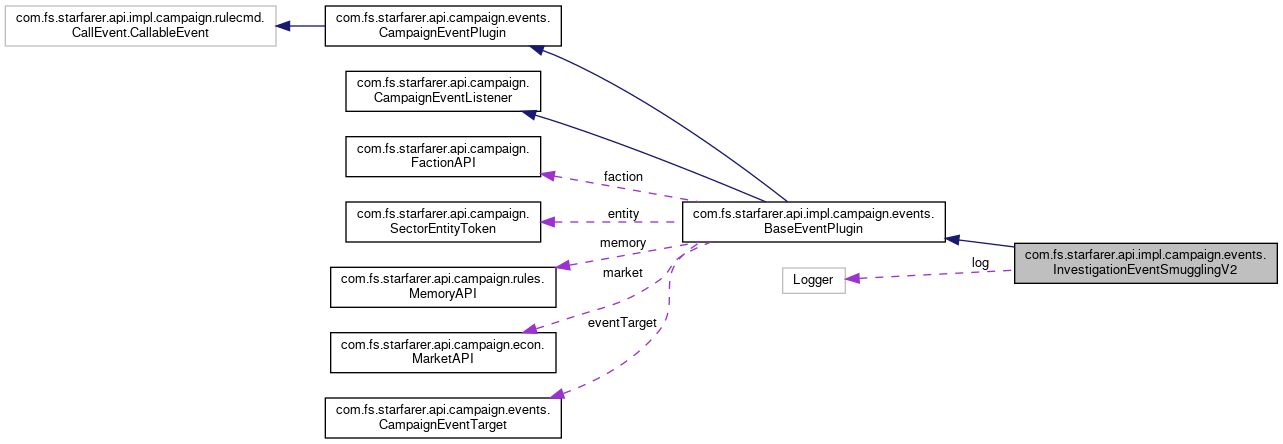 com.fs.starfarer.api.impl.campaign.rulecmd.
CallEvent.CallableEvent
com.fs.starfarer.api.campaign.events.
CampaignEventPlugin
com.fs.starfarer.api.campaign.
CampaignEventListener
com.fs.starfarer.api.campaign.
FactionAPI
faction
com.fs.starfarer.api.campaign.
SectorEntityToken
entity
com.fs.starfarer.api.impl.campaign.events.
BaseEventPlugin
memory
com.fs.starfarer.api.campaign.rules.
MemoryAPI
market
com.fs.starfarer.api.campaign.econ.
MarketAPI
eventTarget
com.fs.starfarer.api.campaign.events.
CampaignEventTarget
log
Logger
com.fs.starfarer.api.impl.campaign.events.
InvestigationEventSmugglingV2